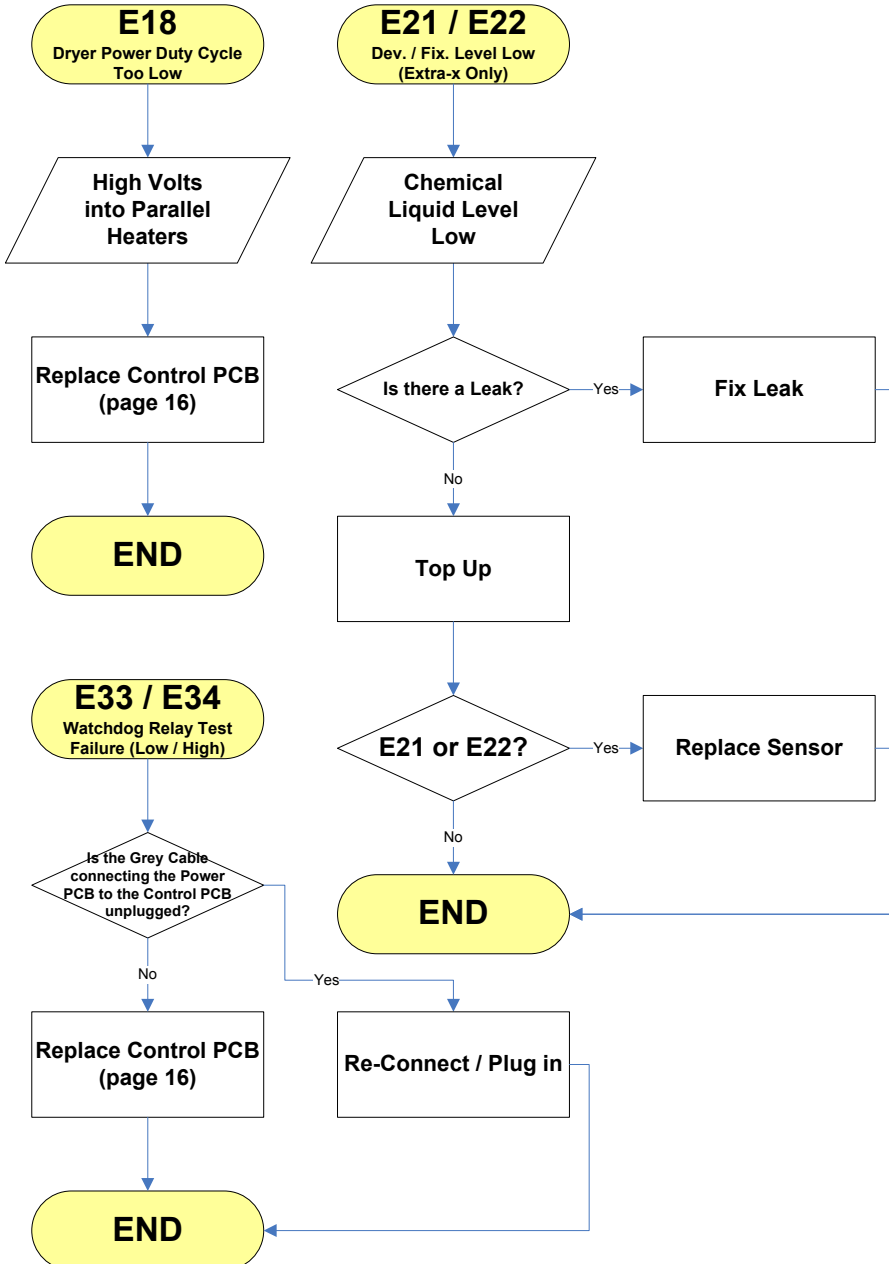 E18
Dryer Power Duty Cycle
Too Low
High Volts
into Parallel
Heaters
Replace Control PCB
(page 16)
END
E21 / E22
Dev. / Fix. Level Low
(Extra-x Only)
Chemical
Liquid Level
Low
Is there a Leak?
Yes
Fix Leak
No
Top Up
E21 or E22?
Yes
Replace Sensor
No
END
E33 / E34
Watchdog Relay Test
Failure (Low / High)
Is the Grey Cable
connecting the Power
PCB to the Control PCB
unplugged?
No
Yes
Replace Control PCB
(page 16)
Re-Connect / Plug in
END